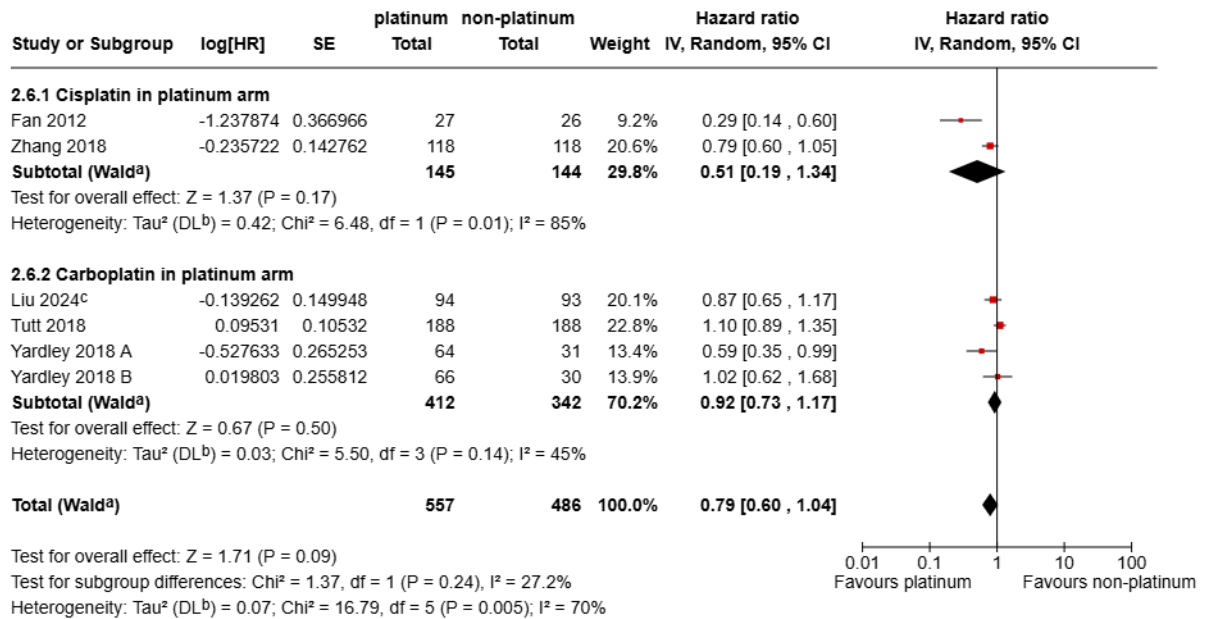 platinum non-platinum Hazard ratio Hazard ratio
Study or Subgroup log[HR] SE Total Total Weight IV, Random, 95% CI IV, Random, 95% CI
2.6.1 Cisplatin in platinum arm
Fan 2012 -1.237874 0.366966 27 26 9.2% 0.29 [0.14 , 0.60]
Zhang 2018 -0.235722 0.142762 118 118 20.6% 0.79 [0.60 , 1.05]
Subtotal (Waldᵃ) 145 144 29.8% 0.51 [0.19 , 1.34]
Test for overall effect: Z = 1.37 (P = 0.17)
Heterogeneity: Tau² (DLᵇ) = 0.42; Chi² = 6.48, df = 1 (P = 0.01); I² = 85%
2.6.2 Carboplatin in platinum arm
Liu 2024ᶜ -0.139262 0.149948 94 93 20.1% 0.87 [0.65 , 1.17]
Tutt 2018 0.09531 0.10532 188 188 22.8% 1.10 [0.89 , 1.35]
Yardley 2018 A -0.527633 0.265253 64 31 13.4% 0.59 [0.35 , 0.99]
Yardley 2018 B 0.019803 0.255812 66 30 13.9% 1.02 [0.62 , 1.68]
Subtotal (Waldᵃ) 412 342 70.2% 0.92 [0.73 , 1.17]
Test for overall effect: Z = 0.67 (P = 0.50)
Heterogeneity: Tau² (DLᵇ) = 0.03; Chi² = 5.50, df = 3 (P = 0.14); I² = 45%
Total (Waldᵃ) 557 486 100.0% 0.79 [0.60 , 1.04]
Test for overall effect: Z = 1.71 (P = 0.09)
Test for subgroup differences: Chi² = 1.37, df = 1 (P = 0.24), I² = 27.2%
Heterogeneity: Tau² (DLᵇ) = 0.07; Chi² = 16.79, df = 5 (P = 0.005); I² = 70%
0.01 0.1 1 10 100
Favours platinum Favours non-platinum